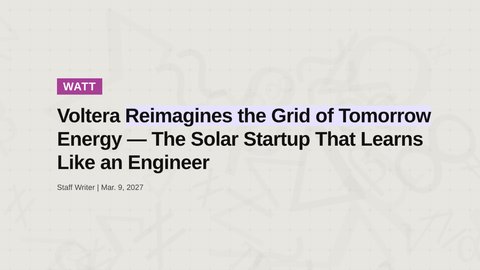 WATT
Voltera Reimagines the Grid of Tomorrow
Energy — The Solar Startup That Learns
Like an Engineer
Staff Writer | Mar. 9, 2027